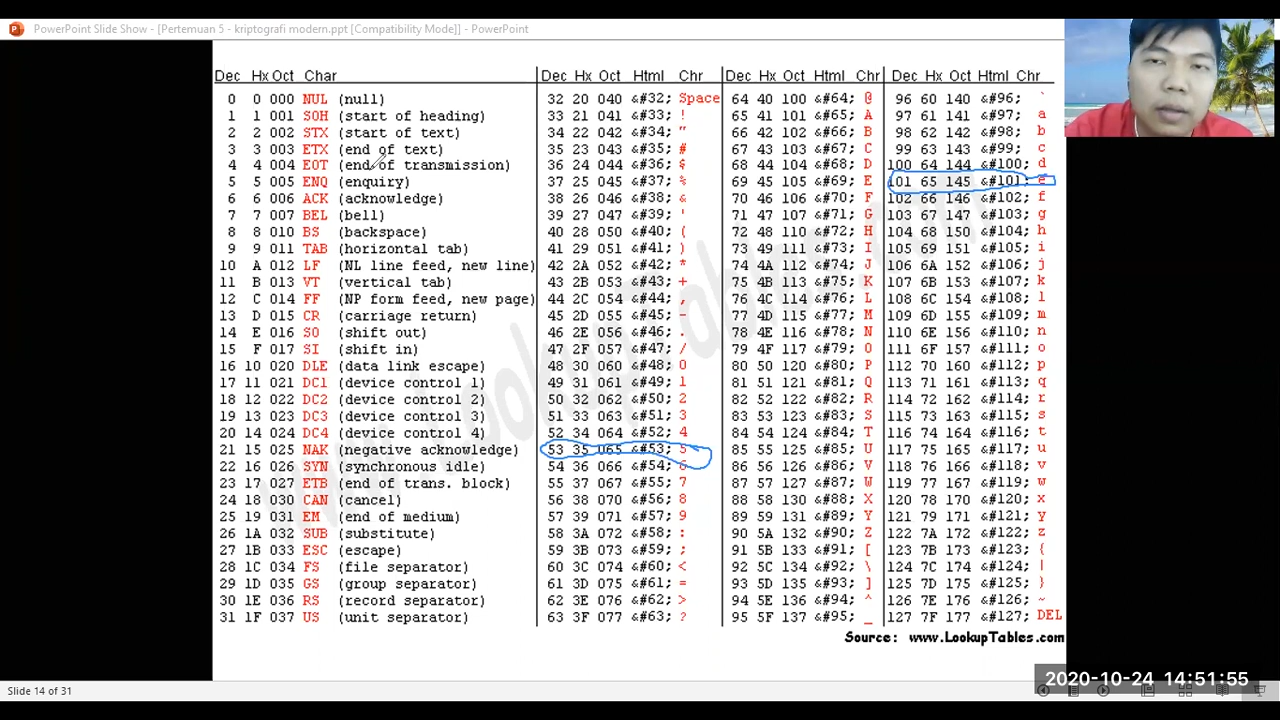 PowerPoint Slide Show - [Pertemuan 5 - kriptografi modern.ppt [Compatibility Mode]] - PowerPoint
Dec Hx Oct Char Dec Hx Oct Html Chr Dec Hx Oct Html Chr Dec Hx Oct Html Chr
0 0 000 NUL (null) 32 20 040 &#32; Space 64 40 100 &#64; @ 96 60 140 &#96; `
1 1 001 SOH (start of heading) 33 21 041 &#33; ! 65 41 101 &#65; A 97 61 141 &#97; a
2 2 002 STX (start of text) 34 22 042 &#34; " 66 42 102 &#66; B 98 62 142 &#98; b
3 3 003 ETX (end of text) 35 23 043 &#35; # 67 43 103 &#67; C 99 63 143 &#99; c
4 4 004 EOT (end of transmission) 36 24 044 &#36; $ 68 44 104 &#68; D 100 64 144 &#100; d
5 5 005 ENQ (enquiry) 37 25 045 &#37; % 69 45 105 &#69; E 101 65 145 &#101; e
6 6 006 ACK (acknowledge) 38 26 046 &#38; & 70 46 106 &#70; F 102 66 146 &#102; f
7 7 007 BEL (bell) 39 27 047 &#39; ' 71 47 107 &#71; G 103 67 147 &#103; g
8 8 010 BS (backspace) 40 28 050 &#40; ( 72 48 110 &#72; H 104 68 150 &#104; h
9 9 011 TAB (horizontal tab) 41 29 051 &#41; ) 73 49 111 &#73; I 105 69 151 &#105; i
10 A 012 LF (NL line feed, new line) 42 2A 052 &#42; * 74 4A 112 &#74; J 106 6A 152 &#106; j
11 B 013 VT (vertical tab) 43 2B 053 &#43; + 75 4B 113 &#75; K 107 6B 153 &#107; k
12 C 014 FF (NP form feed, new page) 44 2C 054 &#44; , 76 4C 114 &#76; L 108 6C 154 &#108; l
13 D 015 CR (carriage return) 45 2D 055 &#45; - 77 4D 115 &#77; M 109 6D 155 &#109; m
14 E 016 SO (shift out) 46 2E 056 &#46; . 78 4E 116 &#78; N 110 6E 156 &#110; n
15 F 017 SI (shift in) 47 2F 057 &#47; / 79 4F 117 &#79; O 111 6F 157 &#111; o
16 10 020 DLE (data link escape) 48 30 060 &#48; 0 80 50 120 &#80; P 112 70 160 &#112; p
17 11 021 DC1 (device control 1) 49 31 061 &#49; 1 81 51 121 &#81; Q 113 71 161 &#113; q
18 12 022 DC2 (device control 2) 50 32 062 &#50; 2 82 52 122 &#82; R 114 72 162 &#114; r
19 13 023 DC3 (device control 3) 51 33 063 &#51; 3 83 53 123 &#83; S 115 73 163 &#115; s
20 14 024 DC4 (device control 4) 52 34 064 &#52; 4 84 54 124 &#84; T 116 74 164 &#116; t
21 15 025 NAK (negative acknowledge) 53 35 065 &#53; 5 85 55 125 &#85; U 117 75 165 &#117; u
22 16 026 SYN (synchronous idle) 54 36 066 &#54; 6 86 56 126 &#86; V 118 76 166 &#118; v
23 17 027 ETB (end of trans. block) 55 37 067 &#55; 7 87 57 127 &#87; W 119 77 167 &#119; w
24 18 030 CAN (cancel) 56 38 070 &#56; 8 88 58 130 &#88; X 120 78 170 &#120; x
25 19 031 EM (end of medium) 57 39 071 &#57; 9 89 59 131 &#89; Y 121 79 171 &#121; y
26 1A 032 SUB (substitute) 58 3A 072 &#58; : 90 5A 132 &#90; Z 122 7A 172 &#122; z
27 1B 033 ESC (escape) 59 3B 073 &#59; ; 91 5B 133 &#91; [ 123 7B 173 &#123; {
28 1C 034 FS (file separator) 60 3C 074 &#60; < 92 5C 134 &#92; \ 124 7C 174 &#124; |
29 1D 035 GS (group separator) 61 3D 075 &#61; = 93 5D 135 &#93; ] 125 7D 175 &#125; }
30 1E 036 RS (record separator) 62 3E 076 &#62; > 94 5E 136 &#94; ^ 126 7E 176 &#126; ~
31 1F 037 US (unit separator) 63 3F 077 &#63; ? 95 5F 137 &#95; _ 127 7F 177 &#127; DEL
Source: www.LookupTables.com
www.LookupTables.com
2020-10-24 14:51:55
Slide 14 of 31